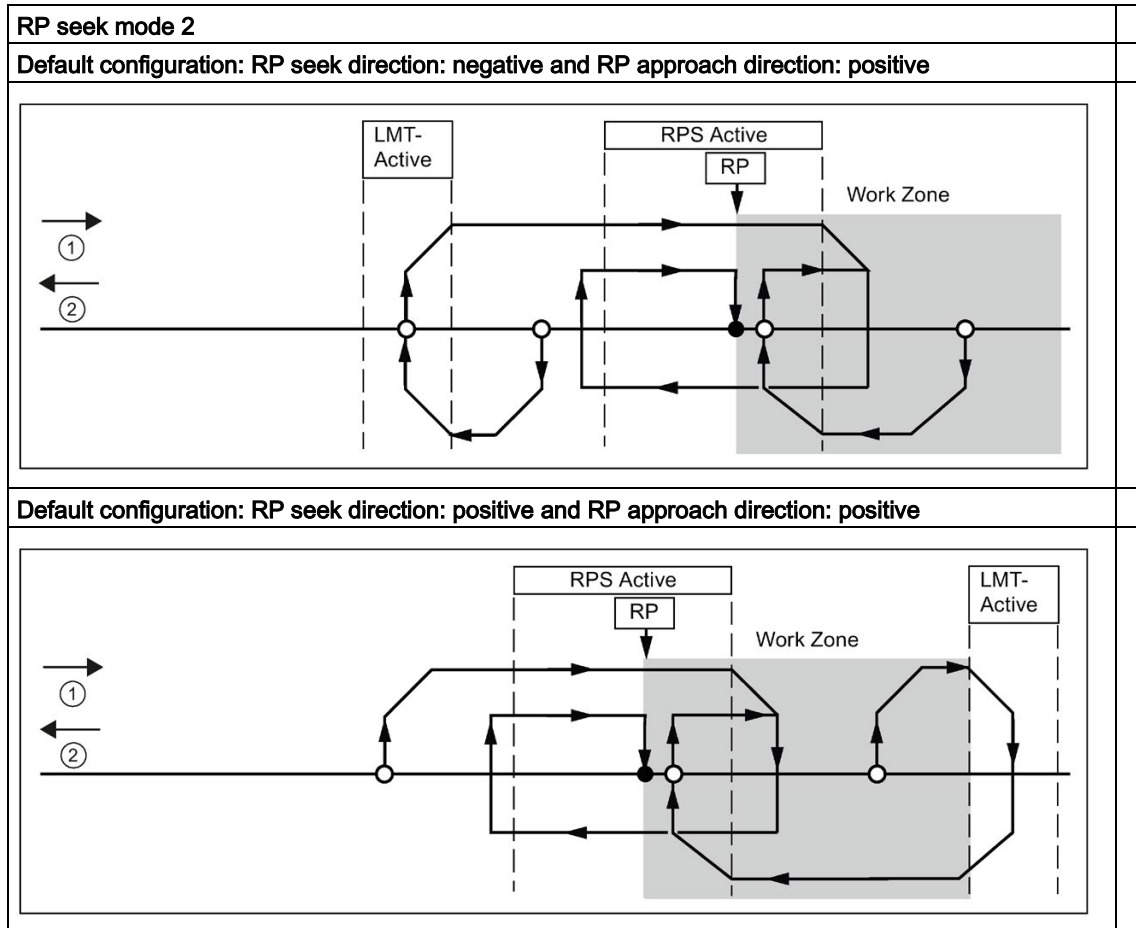 RP seek mode 2
Default configuration: RP seek direction: negative and RP approach direction: positive
LMT-
Active
RPS Active
RP
Work Zone
1
2
Default configuration: RP seek direction: positive and RP approach direction: positive
RPS Active
LMT-
Active
RP
Work Zone
1
2